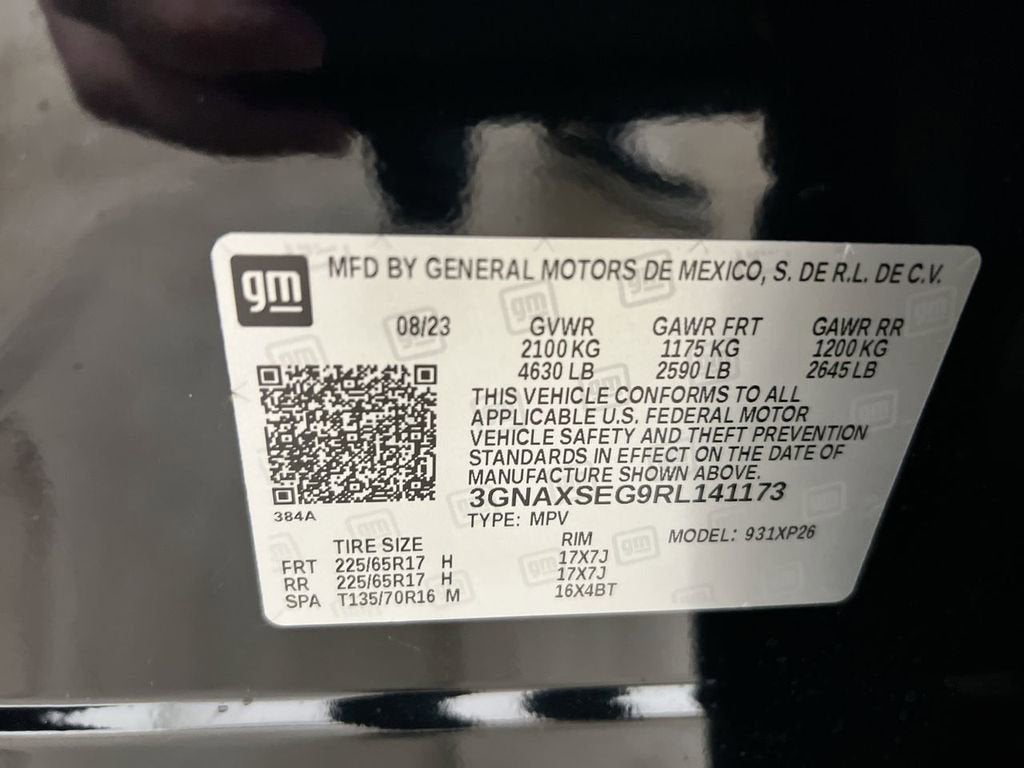 gm
MFD BY GENERAL MOTORS DE MEXICO, S. DE R.L. DE C.V.
08/23 GVWR GAWR FRT GAWR RR
2100 KG 1175 KG 1200 KG
4630 LB 2590 LB 2645 LB
THIS VEHICLE CONFORMS TO ALL
APPLICABLE U.S. FEDERAL MOTOR
VEHICLE SAFETY AND THEFT PREVENTION
STANDARDS IN EFFECT ON THE DATE OF
MANUFACTURE SHOWN ABOVE.
3GNAXSEG9RL141173
384A
TYPE: MPV MODEL: 931XP26
TIRE SIZE RIM
FRT 225/65R17 H 17X7J
RR 225/65R17 H 17X7J
SPA T135/70R16 M 16X4BT